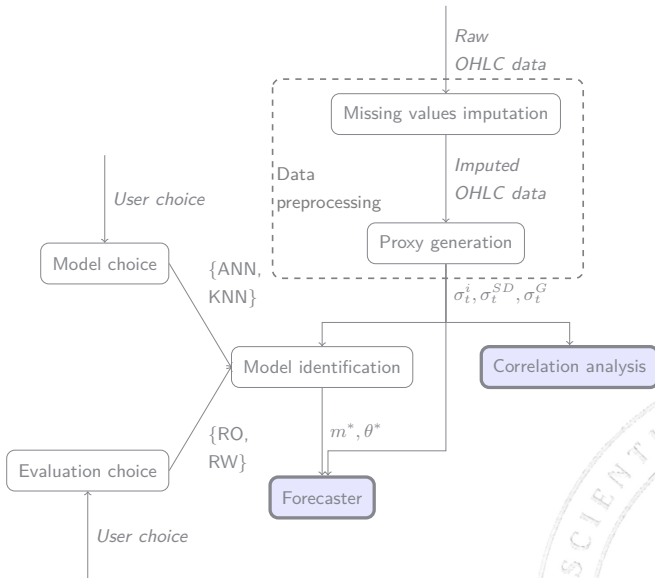 Raw
OHLC data
Missing values imputation
Imputed
OHLC data
Data
preprocessing
Proxy generation
User choice
Model choice
{ANN,
KNN}
σ_t^i, σ_t^{SD}, σ_t^G
Model identification
Correlation analysis
{RO,
RW}
m*, θ*
Evaluation choice
Forecaster
User choice
SCIENTI